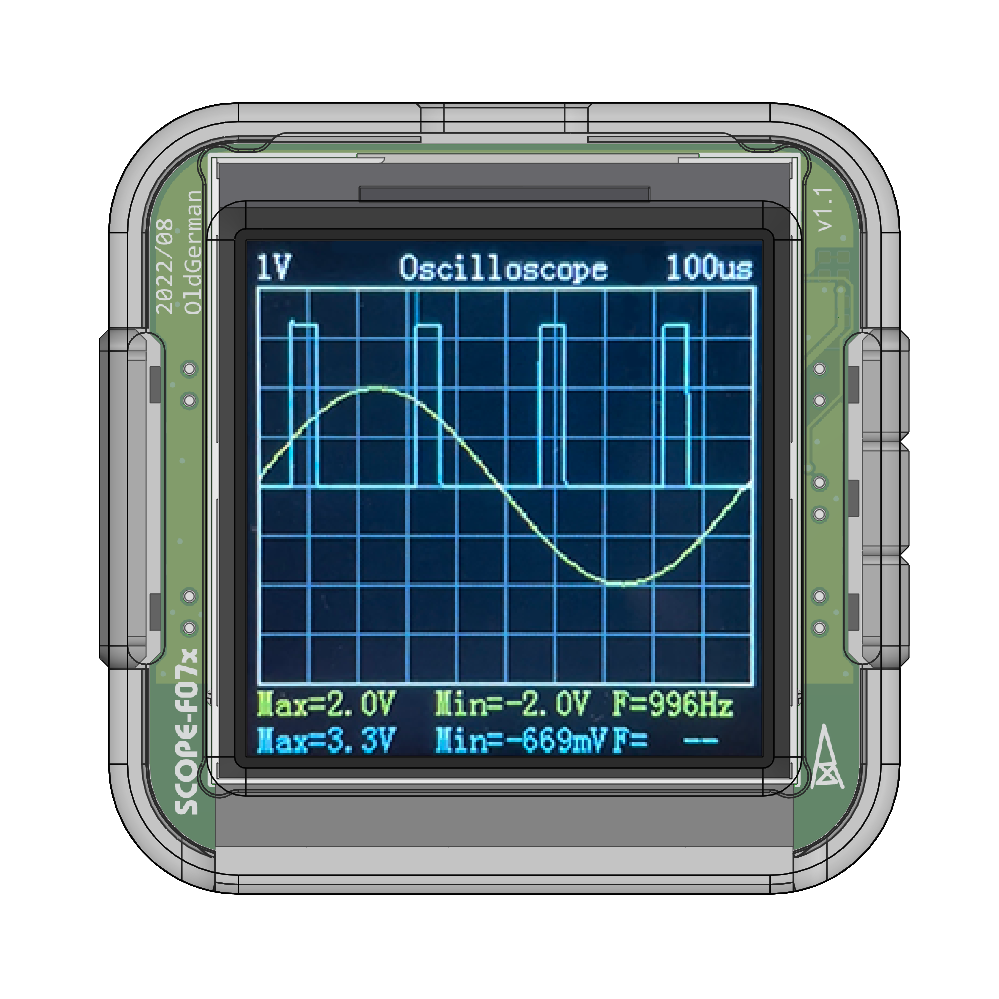 2022/08
OldGerman
v1.1
1V Oscilloscope 100us
Max=2.0V Min=-2.0V F=996Hz
Max=3.3V Min=-669mV F= --
SCOPE-F07x